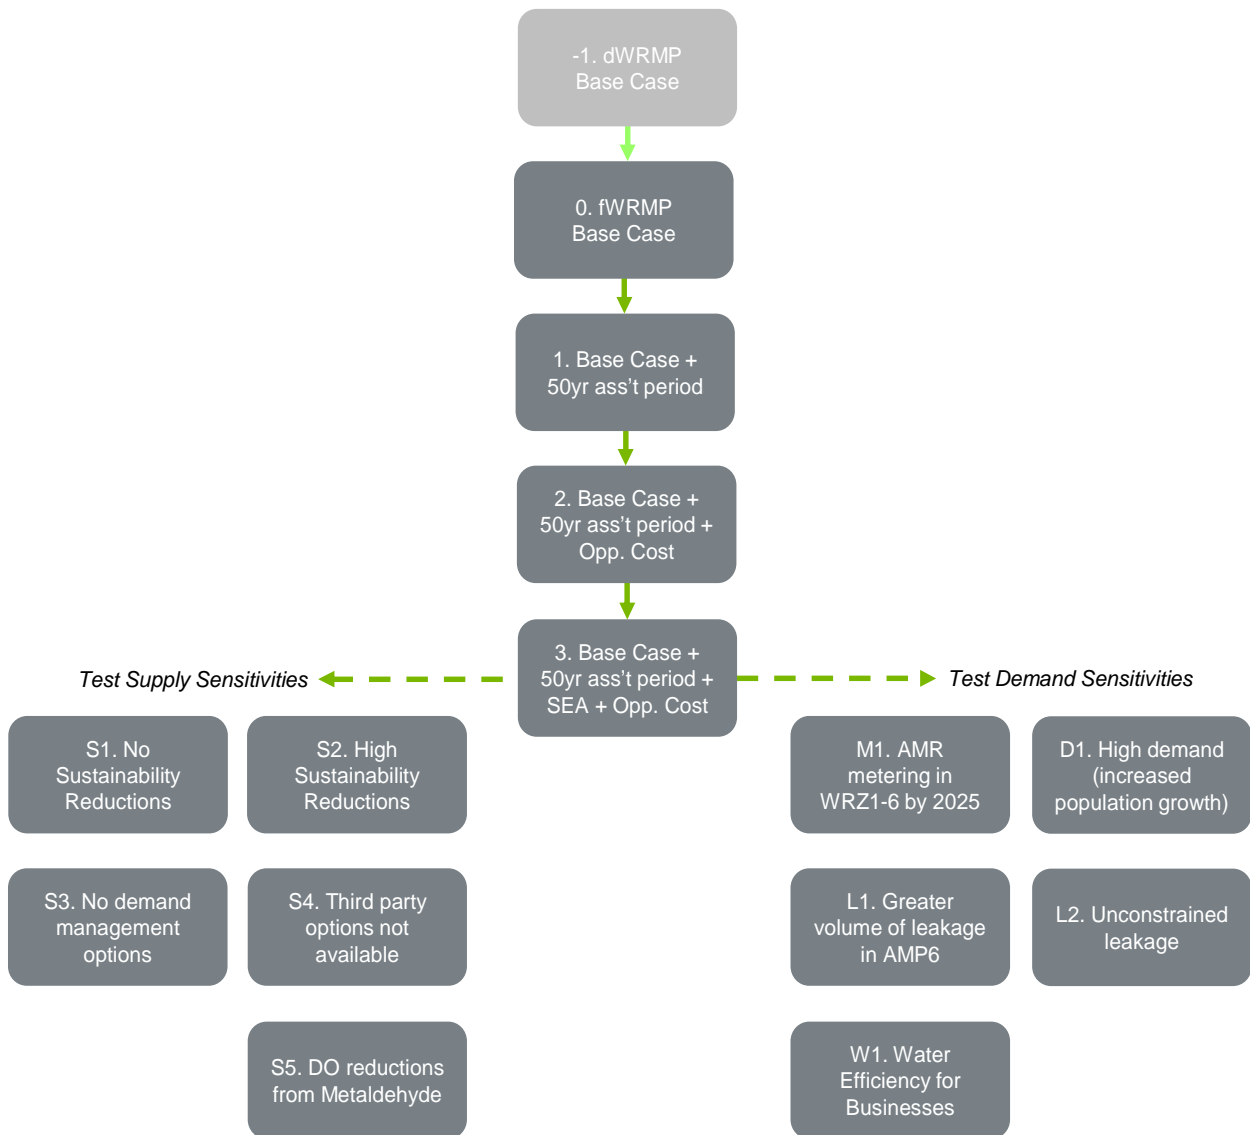 -1. dWRMP
Base Case
0. fWRMP
Base Case
1. Base Case +
50yr ass't period
2. Base Case +
50yr ass't period +
Opp. Cost
3. Base Case +
50yr ass't period +
SEA + Opp. Cost
Test Supply Sensitivities
Test Demand Sensitivities
S1. No
Sustainability
Reductions
S2. High
Sustainability
Reductions
M1. AMR
metering in
WRZ1-6 by 2025
D1. High demand
(increased
population growth)
S3. No demand
management
options
S4. Third party
options not
available
L1. Greater
volume of leakage
in AMP6
L2. Unconstrained
leakage
S5. DO reductions
from Metaldehyde
W1. Water
Efficiency for
Businesses